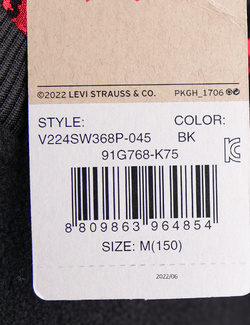 ©2022 LEVI STRAUSS & CO. PKGH_1706
STYLE: COLOR:
V224SW368P-045 BK
91G768-K75
8 809863 964854
SIZE: M(150)
2022/06